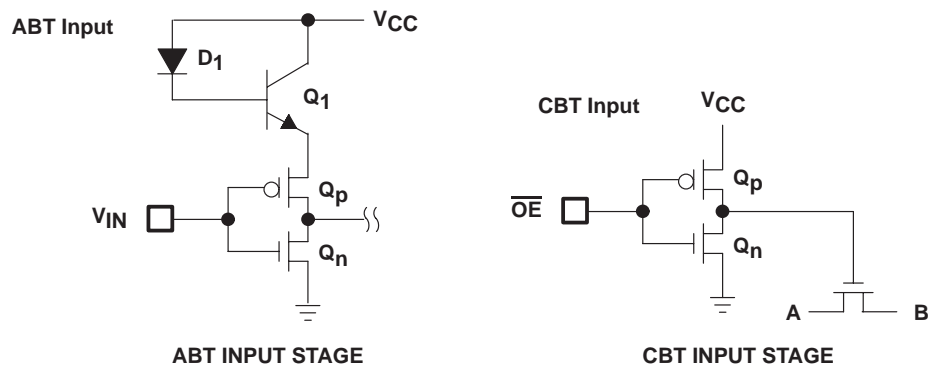 ABT Input
VCC
D1
Q1
Qp
VIN
Qn
ABT INPUT STAGE
CBT Input
VCC
Qp
O̅E̅
Qn
A
B
CBT INPUT STAGE